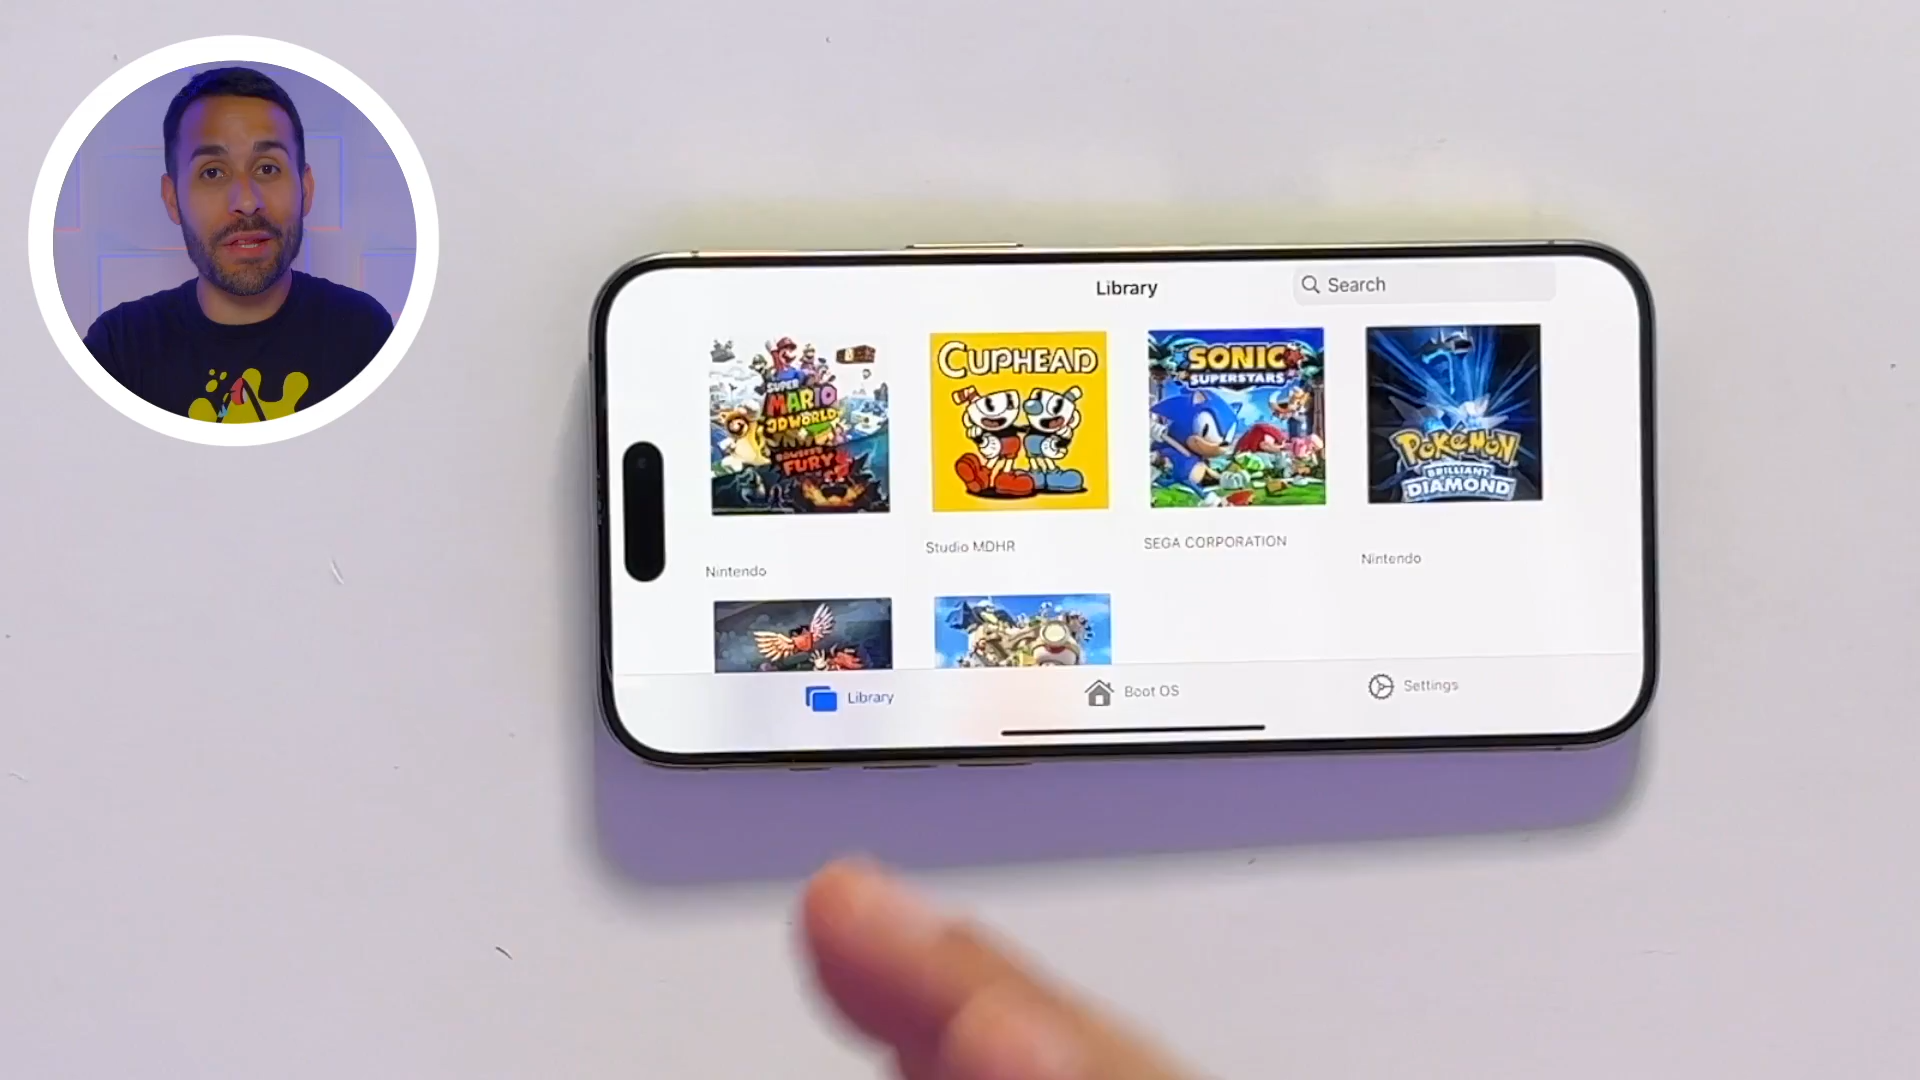 Library
Search
SUPER
MARIO
3D WORLD
BOWSER'S
FURY
CUPHEAD
SONIC
SUPERSTARS
POKéMON
BRILLIANT
DIAMOND
Nintendo
Studio MDHR
SEGA CORPORATION
Nintendo
Library
Boot OS
Settings